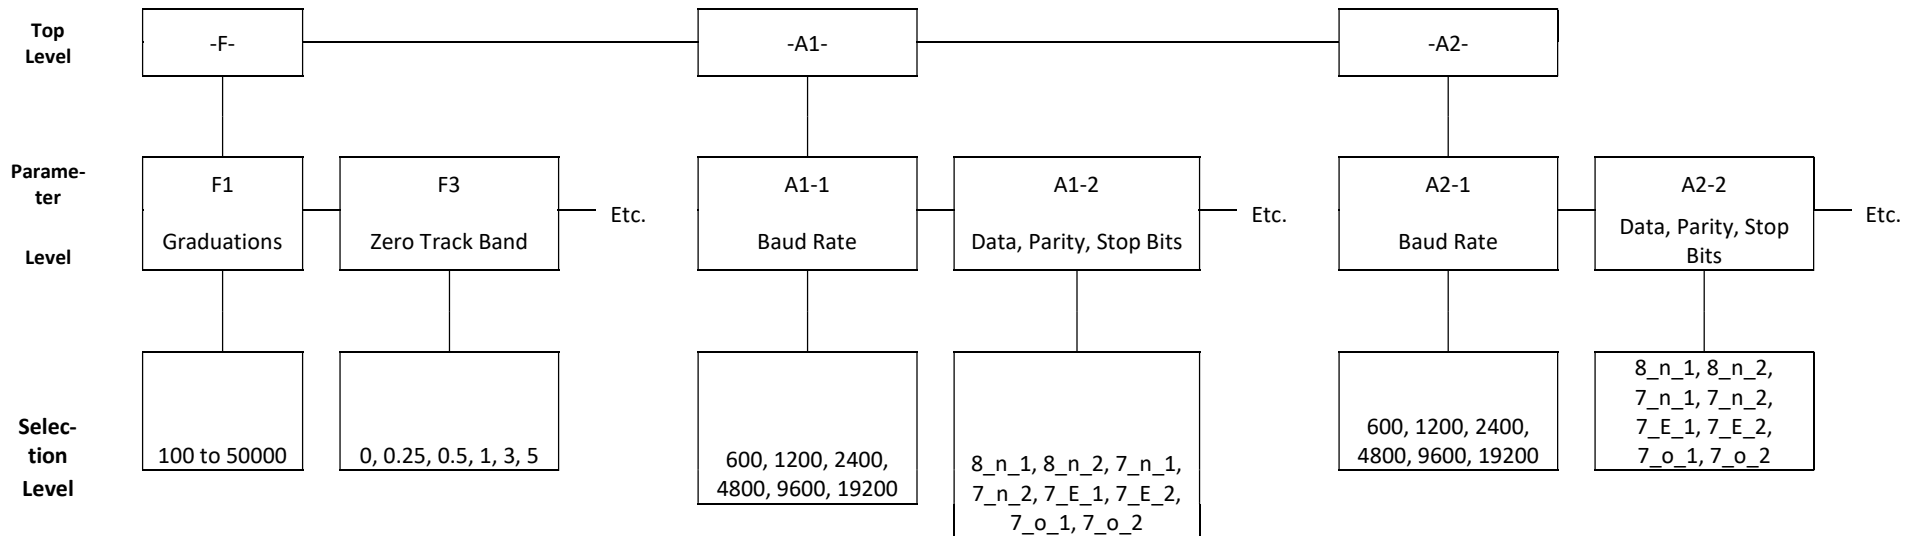 Top
Level
-F-
-A1-
-A2-
Parame-
ter
Level
F1
Graduations
F3
Zero Track Band
Etc.
A1-1
Baud Rate
A1-2
Data, Parity, Stop Bits
Etc.
A2-1
Baud Rate
A2-2
Data, Parity, Stop
Bits
Etc.
Selec-
tion
Level
100 to 50000
0, 0.25, 0.5, 1, 3, 5
600, 1200, 2400,
4800, 9600, 19200
8_n_1, 8_n_2, 7_n_1,
7_n_2, 7_E_1, 7_E_2,
7_o_1, 7_o_2
600, 1200, 2400,
4800, 9600, 19200
8_n_1, 8_n_2,
7_n_1, 7_n_2,
7_E_1, 7_E_2,
7_o_1, 7_o_2